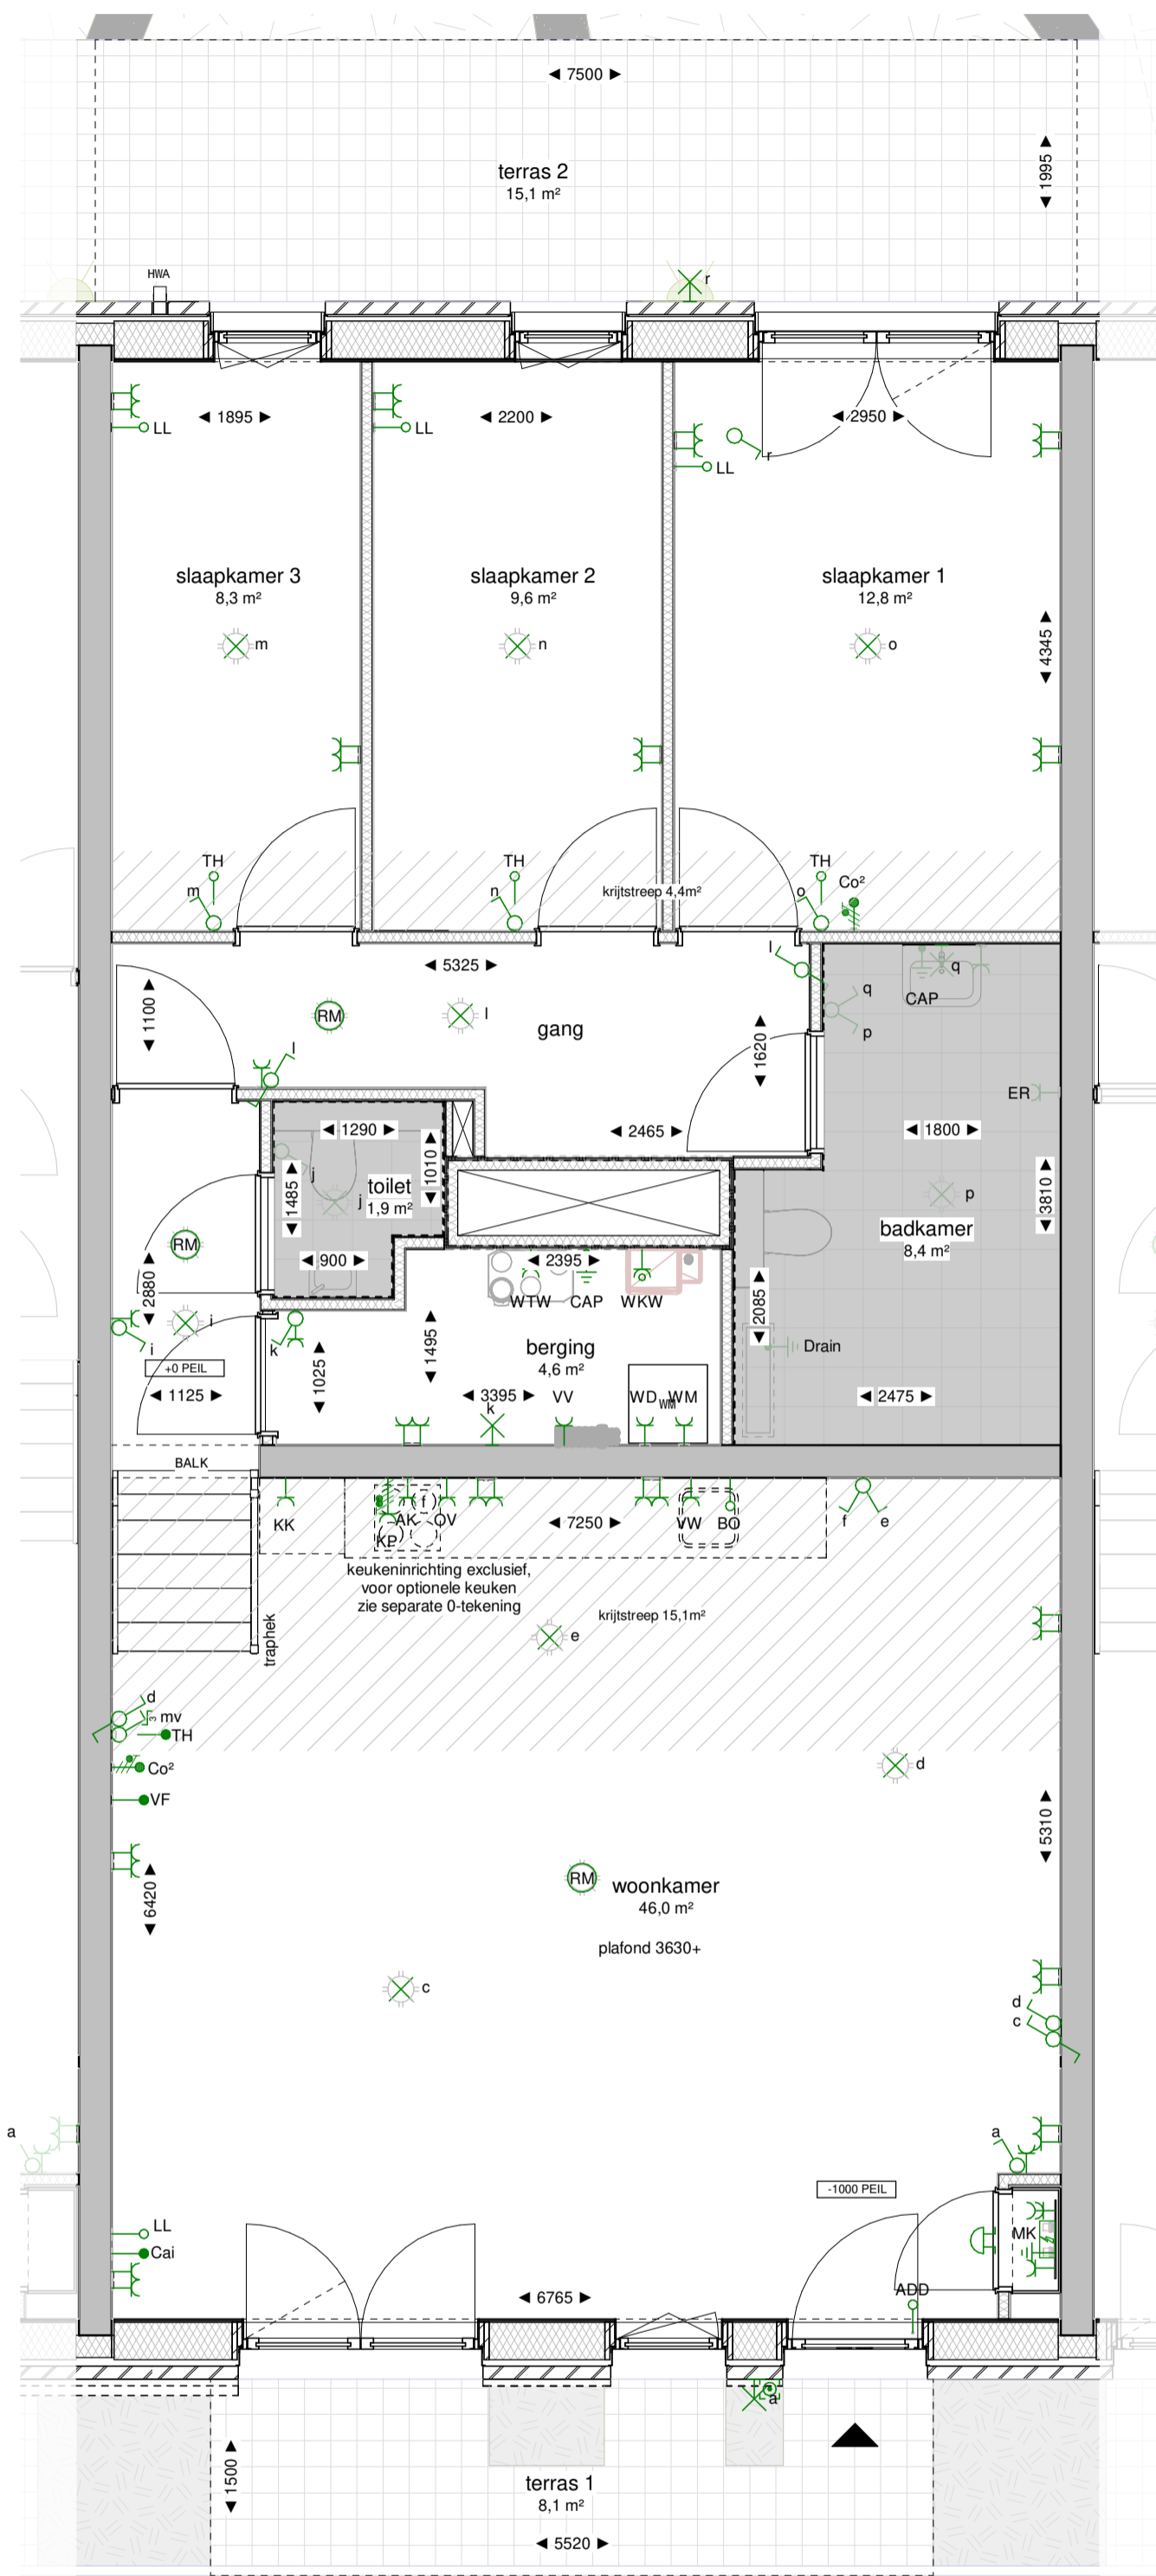 ◄ 7500 ►
◄ 1995 ►
terras 2
15,1 m²
HWA
r
◄ 1895 ►
◄ 2200 ►
◄ 2950 ►
LL
LL
r
LL
slaapkamer 3
8,3 m²
slaapkamer 2
9,6 m²
slaapkamer 1
12,8 m²
◄ 4345 ►
m
n
o
TH
TH
TH
Co²
m
n
krijtstreep 4,4m²
o
◄ 5325 ►
l
q
q
CAP
◄ 1100 ►
RM
l
gang
p
◄ 1620 ►
l
ER
◄ 1290 ►
◄ 2465 ►
◄ 1800 ►
◄ 1010 ►
j
toilet
1,9 m²
j
◄ 1485 ►
p
◄ 3810 ►
badkamer
8,4 m²
RM
◄ 900 ►
◄ 2395 ►
◄ 2880 ►
WTW
CAP
WKW
◄ 2085 ►
i
i
k
◄ 1495 ►
berging
4,6 m²
Drain
+0 PEIL
◄ 1125 ►
◄ 1025 ►
◄ 3395 ►
k
VV
WD
WM
WM
◄ 2475 ►
BALK
KK
f
AK
OV
KP
◄ 7250 ►
VW
BO
f
e
keukeninrichting exclusief,
voor optionele keuken
zie separate 0-tekening
krijtstreep 15,1m²
e
traphek
d
3
mv
TH
Co²
d
VF
◄ 5310 ►
◄ 6420 ►
RM
woonkamer
46,0 m²
plafond 3630+
c
d
c
a
a
-1000 PEIL
LL
Cai
MK
ADD
◄ 6765 ►
a
◄ 1500 ►
terras 1
8,1 m²
◄ 5520 ►